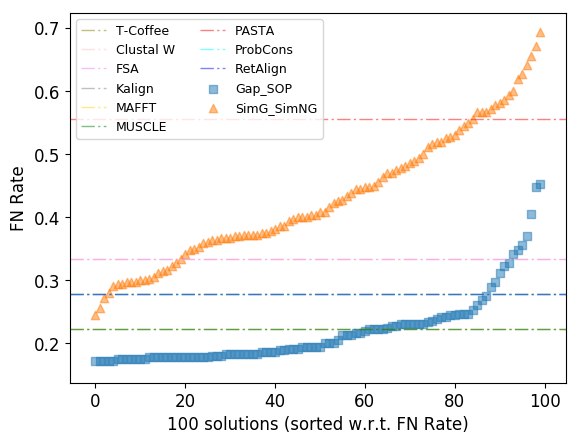 0.7
0.6
0.5
0.4
0.3
0.2
FN Rate
T-Coffee
Clustal W
FSA
Kalign
MAFFT
MUSCLE
PASTA
ProbCons
RetAlign
Gap_SOP
SimG_SimNG
0 20 40 60 80 100
100 solutions (sorted w.r.t. FN Rate)